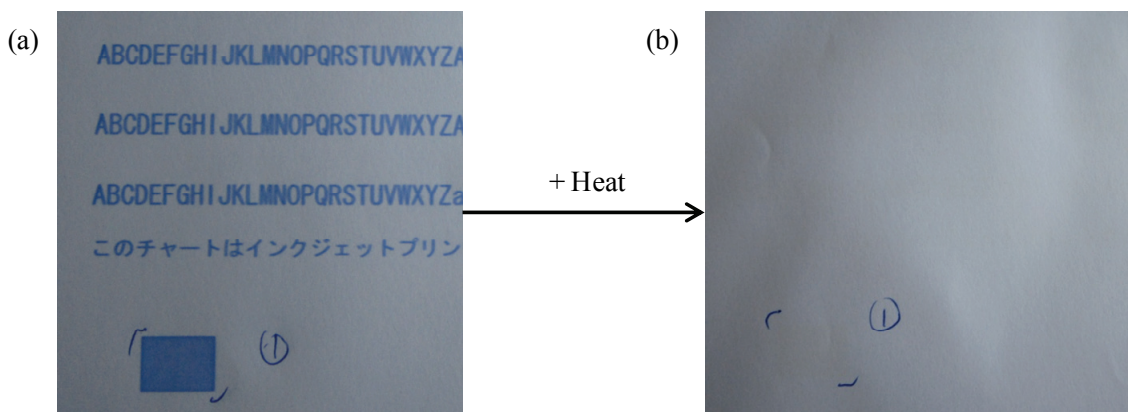 (a)
ABCDEFGHIJKLMNOPQRSTUVWXYZA
ABCDEFGHIJKLMNOPQRSTUVWXYZA
ABCDEFGHIJKLMNOPQRSTUVWXYZa
このチャートはインクジェットプリン
①
+ Heat
(b)
①